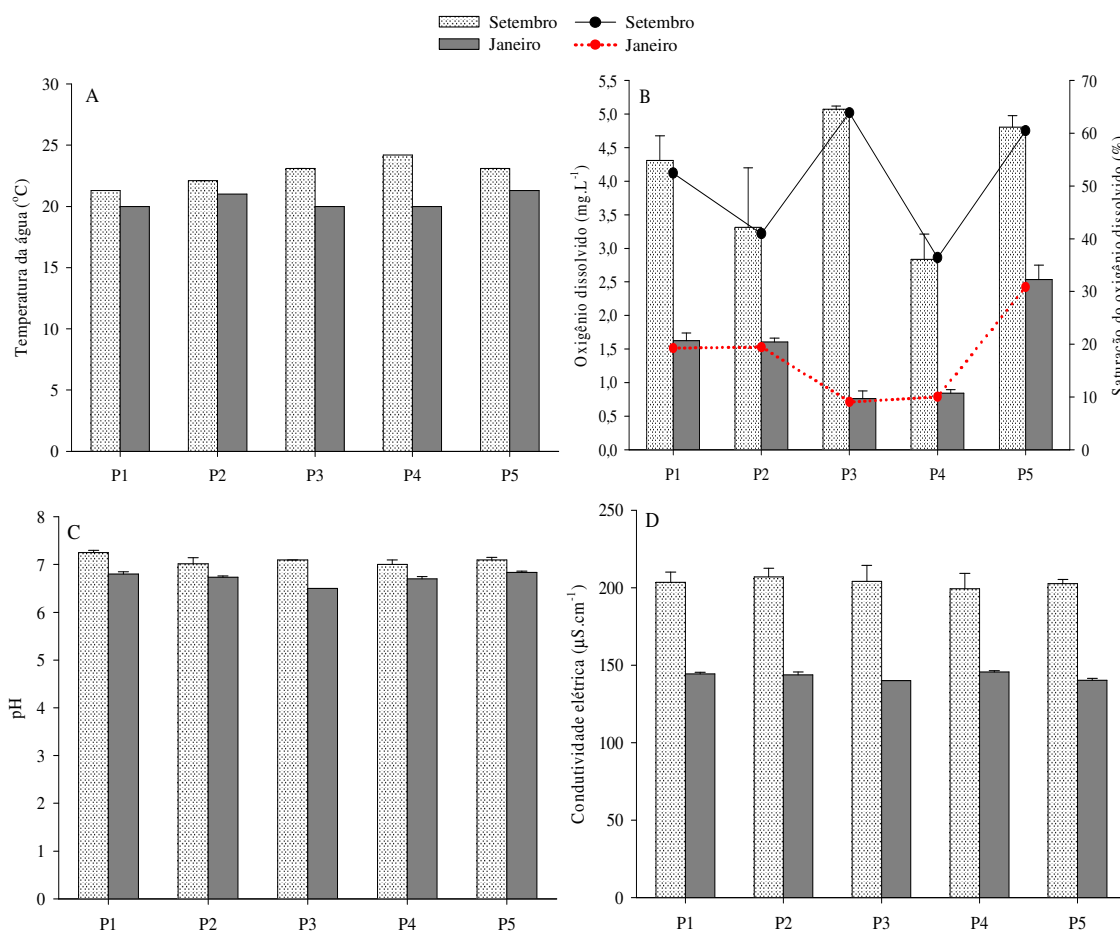 Setembro Setembro
Janeiro Janeiro
A
Temperatura da água (°C)
30
25
20
15
10
5
0
P1 P2 P3 P4 P5
B
Oxigênio dissolvido (mg.L⁻¹)
5,5
5,0
4,5
4,0
3,5
3,0
2,5
2,0
1,5
1,0
0,5
0,0
P1 P2 P3 P4 P5
70
60
50
40
30
20
10
0
Saturação do oxigênio dissolvido (%)
C
pH
8
7
6
5
4
3
2
1
0
P1 P2 P3 P4 P5
D
Condutividade elétrica (µS.cm⁻¹)
250
200
150
100
50
0
P1 P2 P3 P4 P5